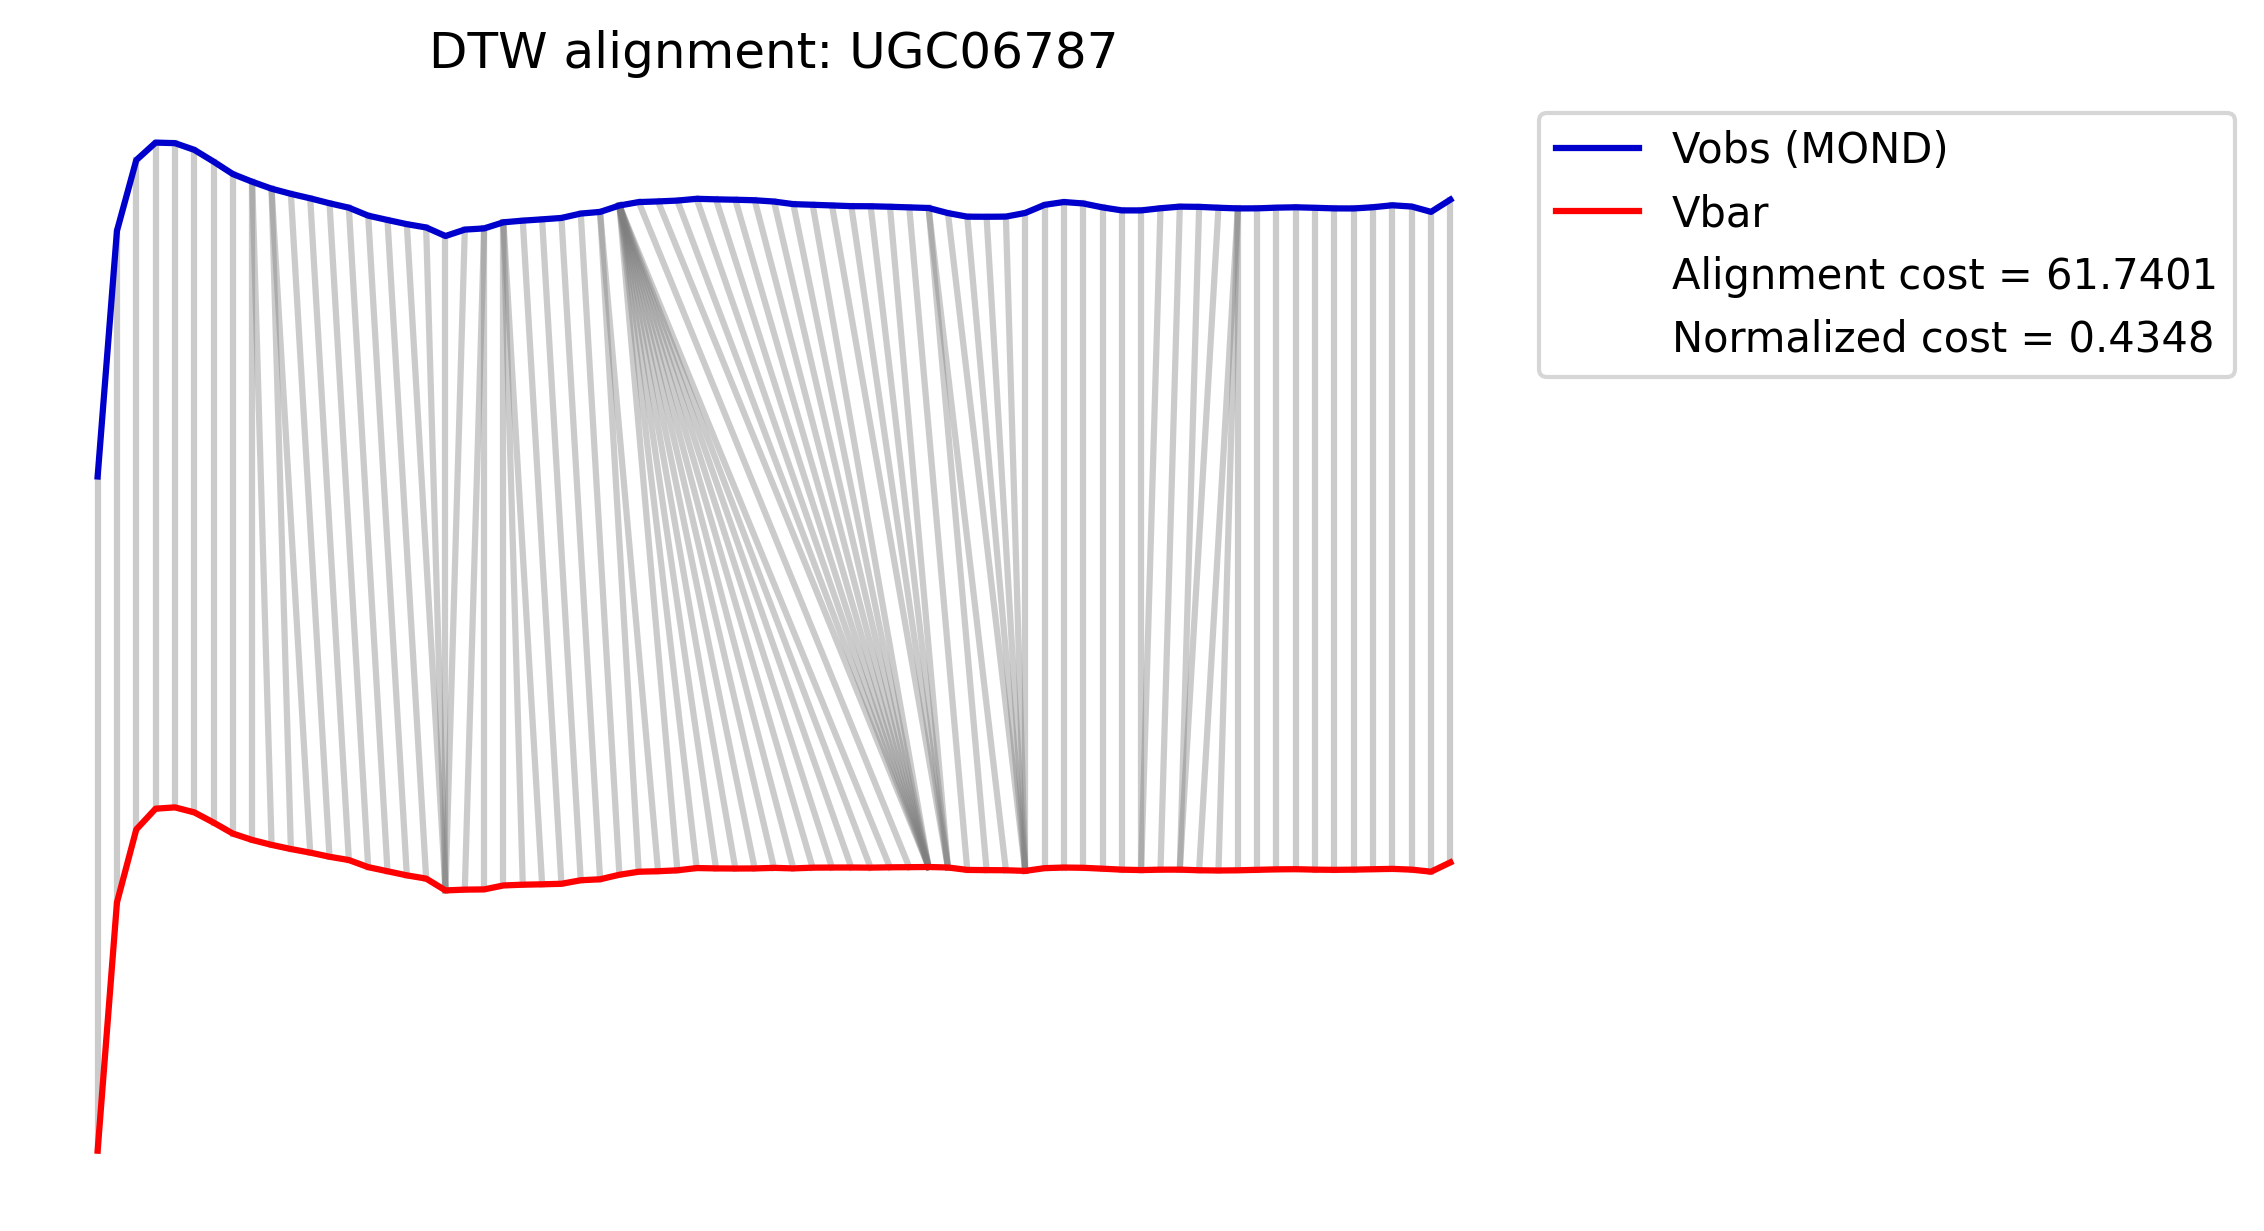 DTW alignment: UGC06787
Vobs (MOND)
Vbar
Alignment cost = 61.7401
Normalized cost = 0.4348